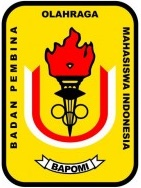 OLAHRAGA
BADAN PEMBINA
MAHASISWA INDONESIA
BAPOMI